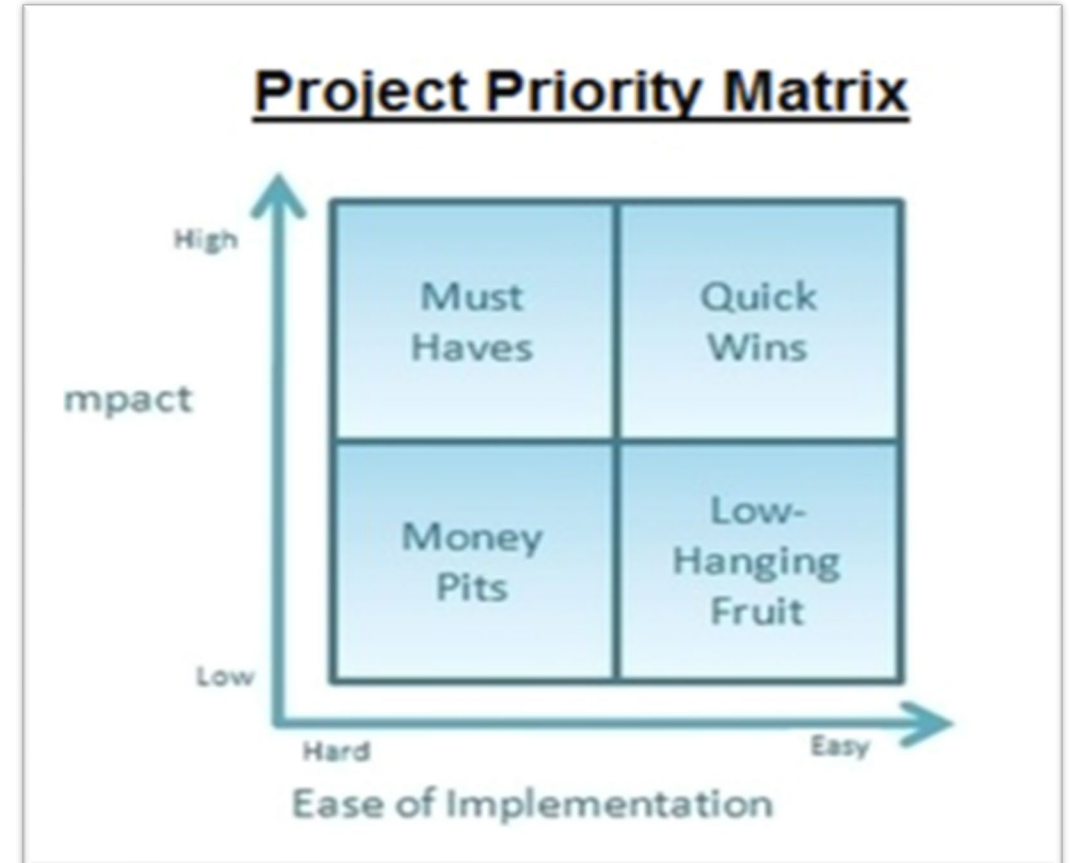 Project Priority Matrix
High
Must
Haves
Quick
Wins
mpact
Money
Pits
Low-
Hanging
Fruit
Low
Hard
Easy
Ease of Implementation